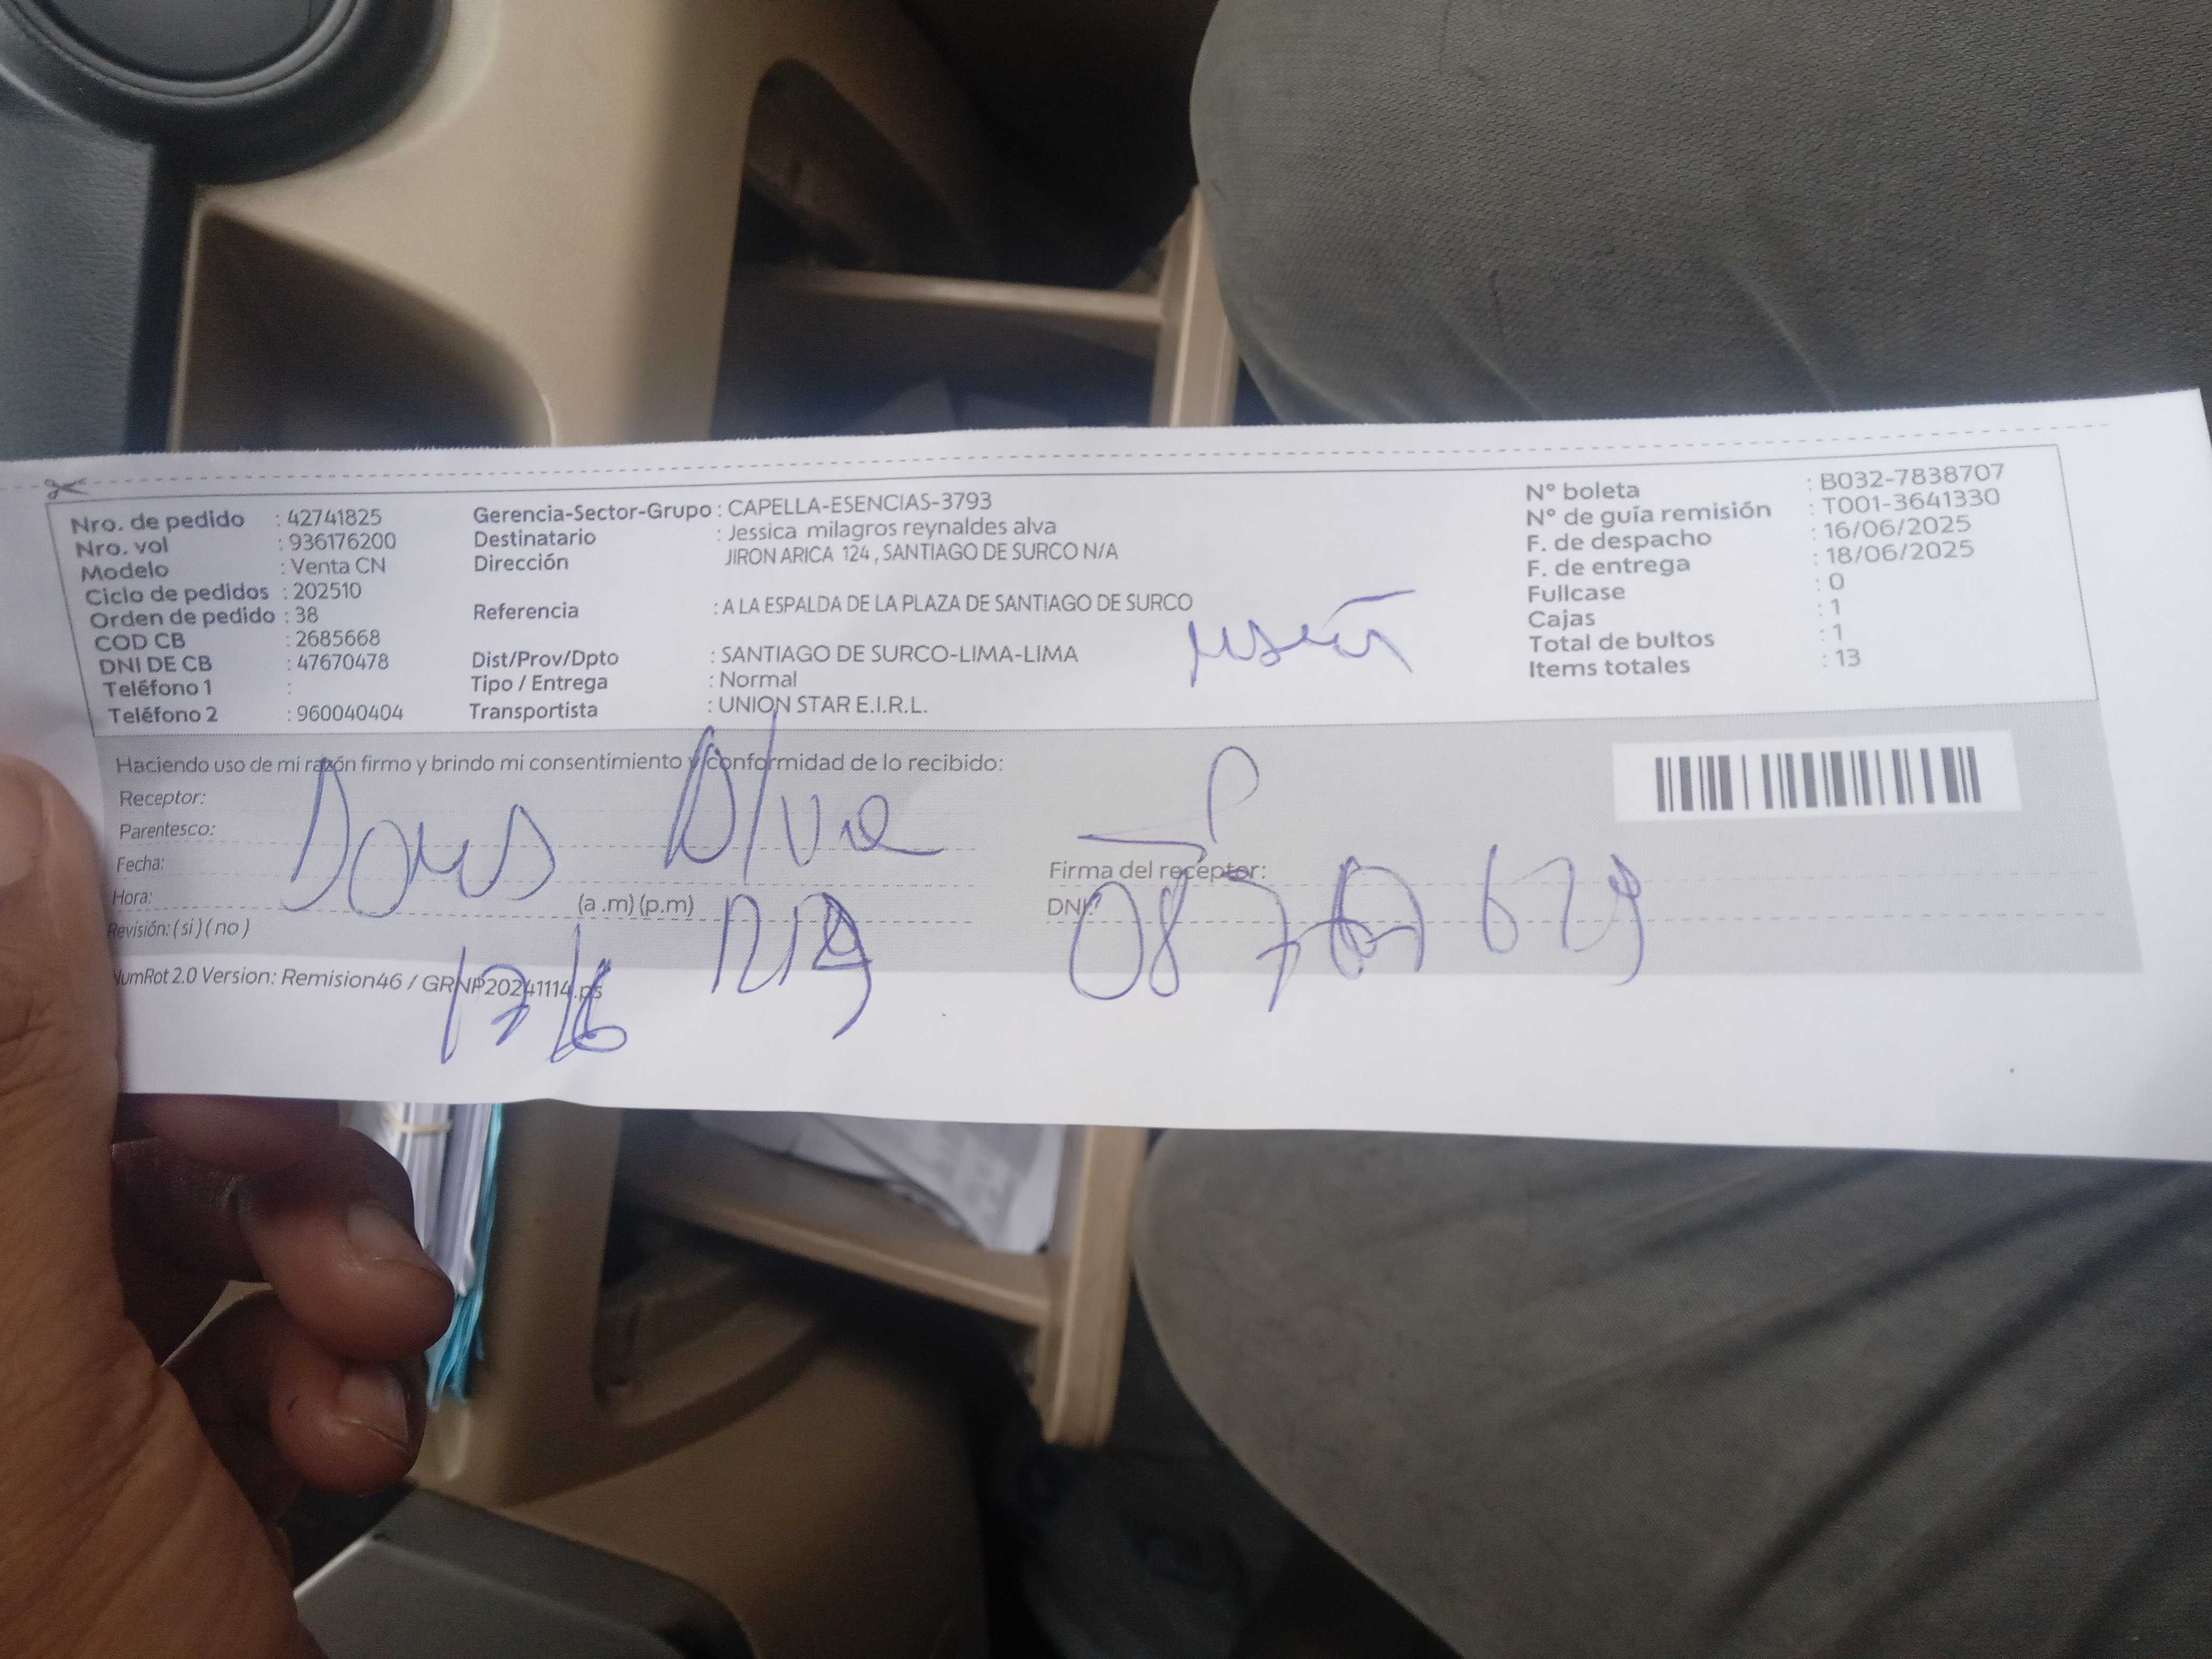 Nro. de pedido : 42741825
Nro. vol : 936176200
Modelo : Venta CN
Ciclo de pedidos : 202510
Orden de pedido : 38
COD CB : 2685668
DNI DE CB : 47670478
Teléfono 1 :
Teléfono 2 : 960040404
Gerencia-Sector-Grupo : CAPELLA-ESENCIAS-3793
Destinatario : Jessica milagros reynaldes alva
Dirección JIRON ARICA 124 , SANTIAGO DE SURCO N/A
Referencia : A LA ESPALDA DE LA PLAZA DE SANTIAGO DE SURCO
Dist/Prov/Dpto : SANTIAGO DE SURCO-LIMA-LIMA
Tipo / Entrega : Normal
Transportista : UNION STAR E.I.R.L.
N° boleta : B032-7838707
N° de guía remisión : T001-3641330
F. de despacho : 16/06/2025
F. de entrega : 18/06/2025
Fullcase : 0
Cajas : 1
Total de bultos : 1
Items totales : 13
Haciendo uso de mi razón firmo y brindo mi consentimiento y conformidad de lo recibido:
Receptor:
Parentesco:
Doris Alva
Fecha:
Hora: (a .m) (p.m)
Revisión: ( si ) ( no )
Firma del receptor:
DNI:
NumRot 2.0 Version: Remision46 / GRNP20241114.ps
17/6